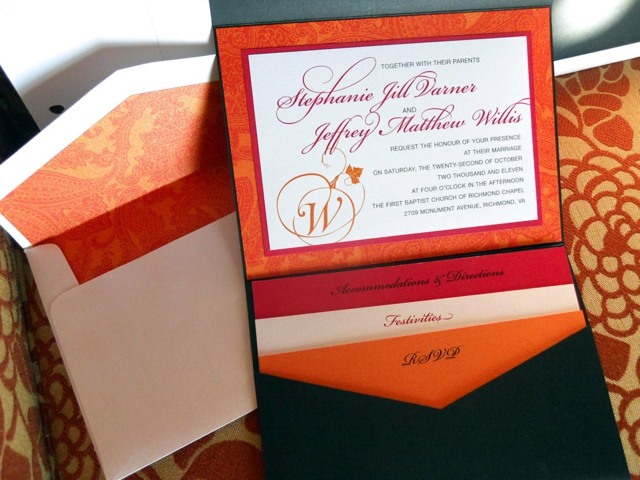 TOGETHER WITH THEIR PARENTS
Stephanie Jill Varner
AND
Jeffrey Matthew Willis
REQUEST THE HONOUR OF YOUR PRESENCE
AT THEIR MARRIAGE
ON SATURDAY, THE TWENTY-SECOND OF OCTOBER
TWO THOUSAND AND ELEVEN
AT FOUR O'CLOCK IN THE AFTERNOON
THE FIRST BAPTIST CHURCH OF RICHMOND CHAPEL
2709 MONUMENT AVENUE, RICHMOND, VA
W
Accommodations & Directions
Festivities
RSVP